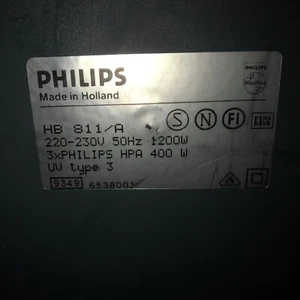 PHILIPS
Made in Holland
HB 811/A
S N FI
220-230V 50Hz 1200W
3xPHILIPS HPA 400 W
UV type 3
9349